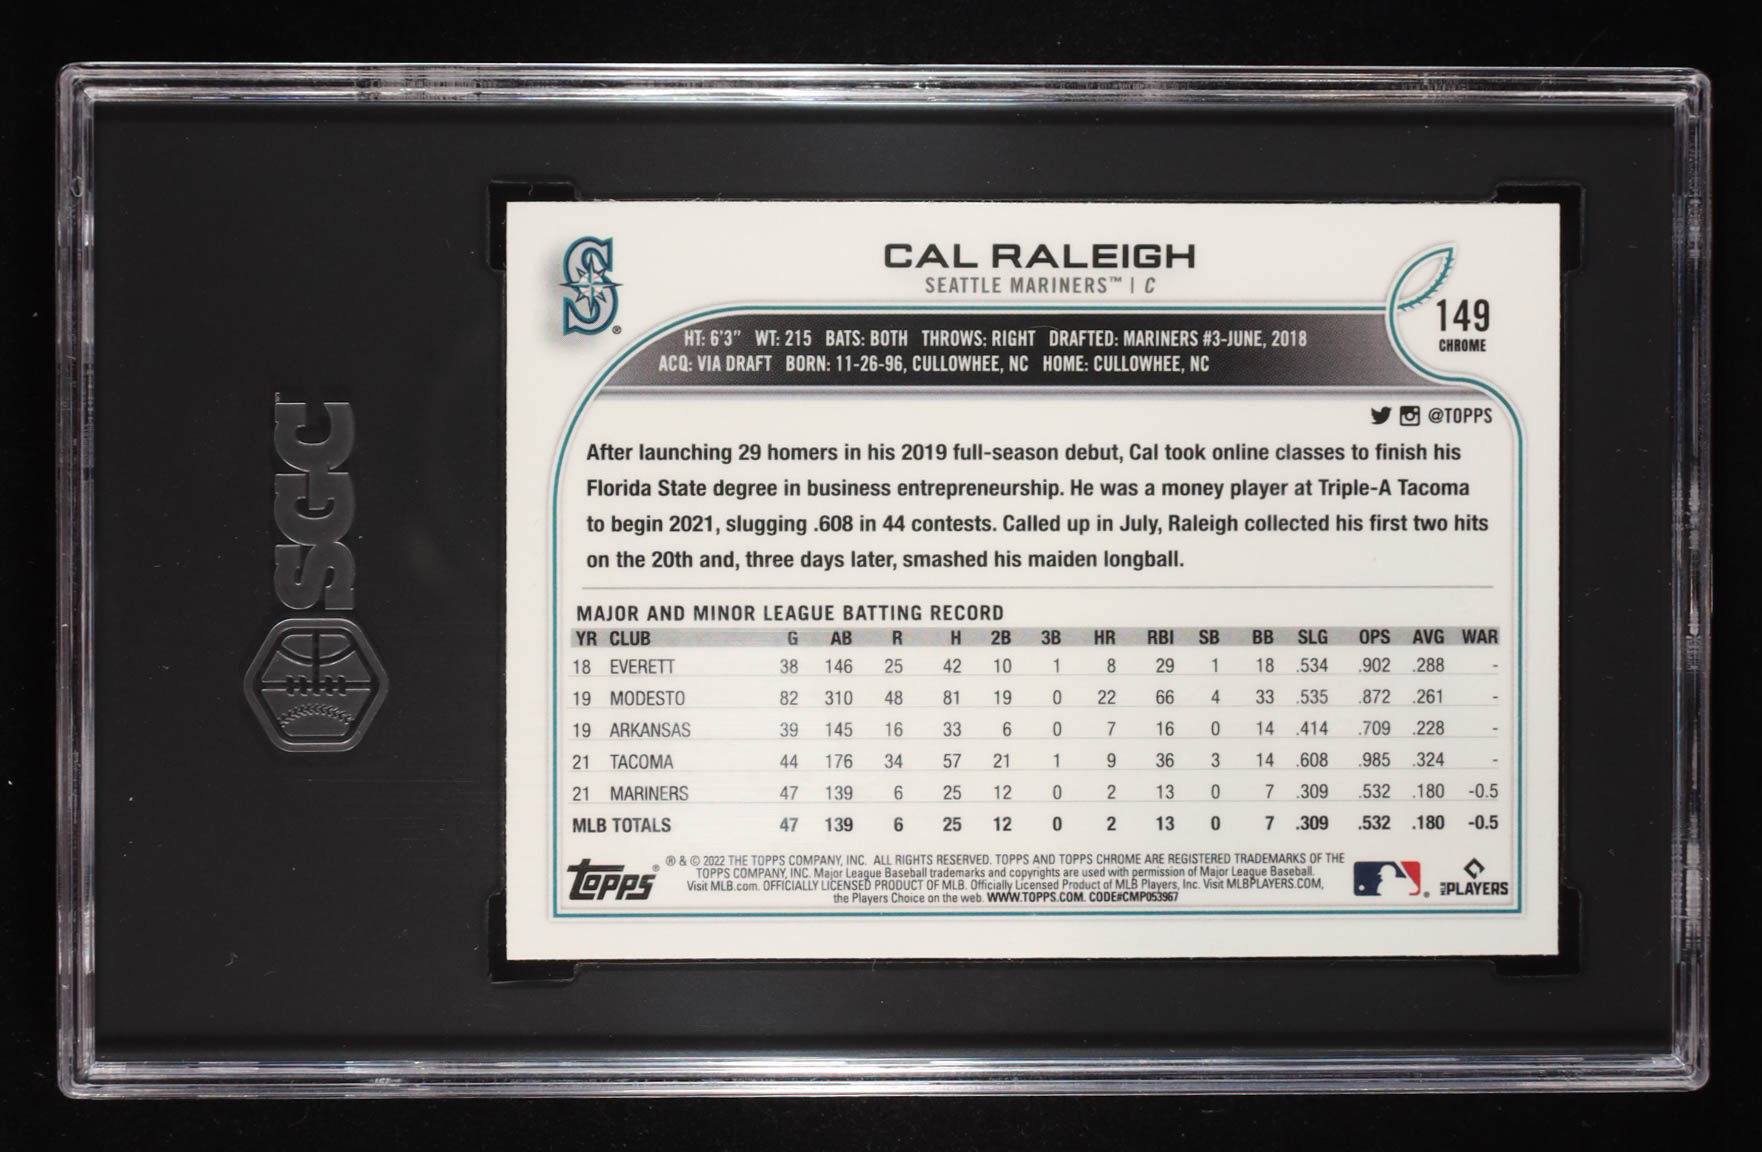 CAL RALEIGH
SEATTLE MARINERS™ | C
149
CHROME
HT: 6'3" WT: 215 BATS: BOTH THROWS: RIGHT DRAFTED: MARINERS #3-JUNE, 2018
ACQ: VIA DRAFT BORN: 11-26-96, CULLOWHEE, NC HOME: CULLOWHEE, NC
@TOPPS
After launching 29 homers in his 2019 full-season debut, Cal took online classes to finish his
Florida State degree in business entrepreneurship. He was a money player at Triple-A Tacoma
to begin 2021, slugging .608 in 44 contests. Called up in July, Raleigh collected his first two hits
on the 20th and, three days later, smashed his maiden longball.
MAJOR AND MINOR LEAGUE BATTING RECORD
YR CLUB G AB R H 2B 3B HR RBI SB BB SLG OPS AVG WAR
18 EVERETT 38 146 25 42 10 1 8 29 1 18 .534 .902 .288 -
19 MODESTO 82 310 48 81 19 0 22 66 4 33 .535 .872 .261 -
19 ARKANSAS 39 145 16 33 6 0 7 16 0 14 .414 .709 .228 -
21 TACOMA 44 176 34 57 21 1 9 36 3 14 .608 .985 .324 -
21 MARINERS 47 139 6 25 12 0 2 13 0 7 .309 .532 .180 -0.5
MLB TOTALS 47 139 6 25 12 0 2 13 0 7 .309 .532 .180 -0.5
Topps®
® & © 2022 THE TOPPS COMPANY, INC. ALL RIGHTS RESERVED. TOPPS AND TOPPS CHROME ARE REGISTERED TRADEMARKS OF THE
TOPPS COMPANY, INC. Major League Baseball trademarks and copyrights are used with permission of Major League Baseball.
Visit MLB.com. OFFICIALLY LICENSED PRODUCT OF MLB. Officially Licensed Product of MLB Players, Inc. Visit MLBPLAYERS.COM,
the Players Choice on the web. WWW.TOPPS.COM. CODE#CMP053967
MLB PLAYERS
S®
SGC